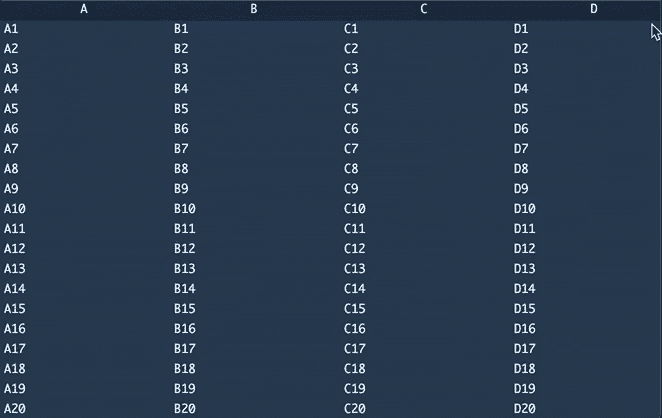 A B C D
A1 B1 C1 D1
A2 B2 C2 D2
A3 B3 C3 D3
A4 B4 C4 D4
A5 B5 C5 D5
A6 B6 C6 D6
A7 B7 C7 D7
A8 B8 C8 D8
A9 B9 C9 D9
A10 B10 C10 D10
A11 B11 C11 D11
A12 B12 C12 D12
A13 B13 C13 D13
A14 B14 C14 D14
A15 B15 C15 D15
A16 B16 C16 D16
A17 B17 C17 D17
A18 B18 C18 D18
A19 B19 C19 D19
A20 B20 C20 D20